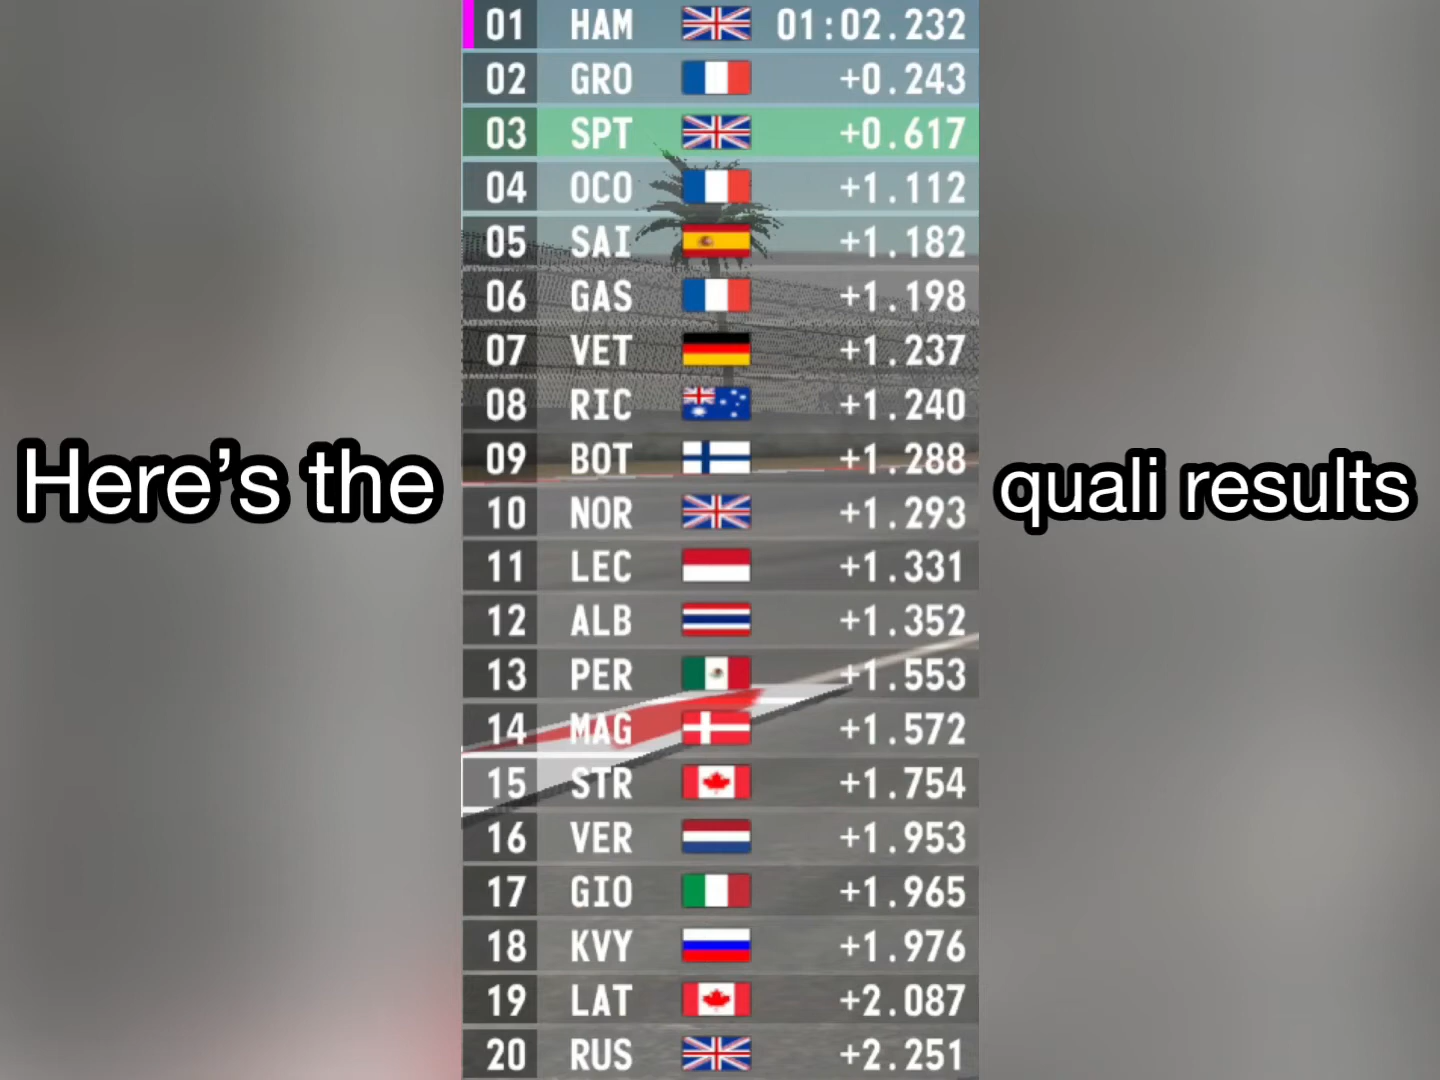 01 HAM 01:02.232
02 GRO +0.243
03 SPT +0.617
04 OCO +1.112
05 SAI +1.182
06 GAS +1.198
07 VET +1.237
08 RIC +1.240
09 BOT +1.288
Here's the quali results
10 NOR +1.293
11 LEC +1.331
12 ALB +1.352
13 PER +1.553
14 MAG +1.572
15 STR +1.754
16 VER +1.953
17 GIO +1.965
18 KVY +1.976
19 LAT +2.087
20 RUS +2.251